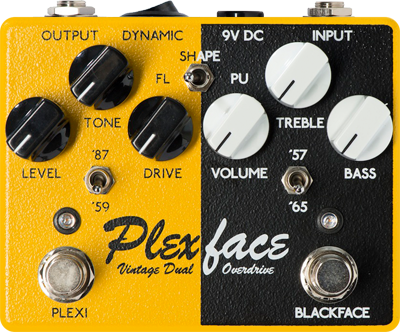 OUTPUT DYNAMIC 9V DC INPUT
SHAPE
FL PU
TONE TREBLE
LEVEL DRIVE VOLUME BASS
'87 '57
'59 '65
Plexface
Vintage Dual Overdrive
PLEXI BLACKFACE